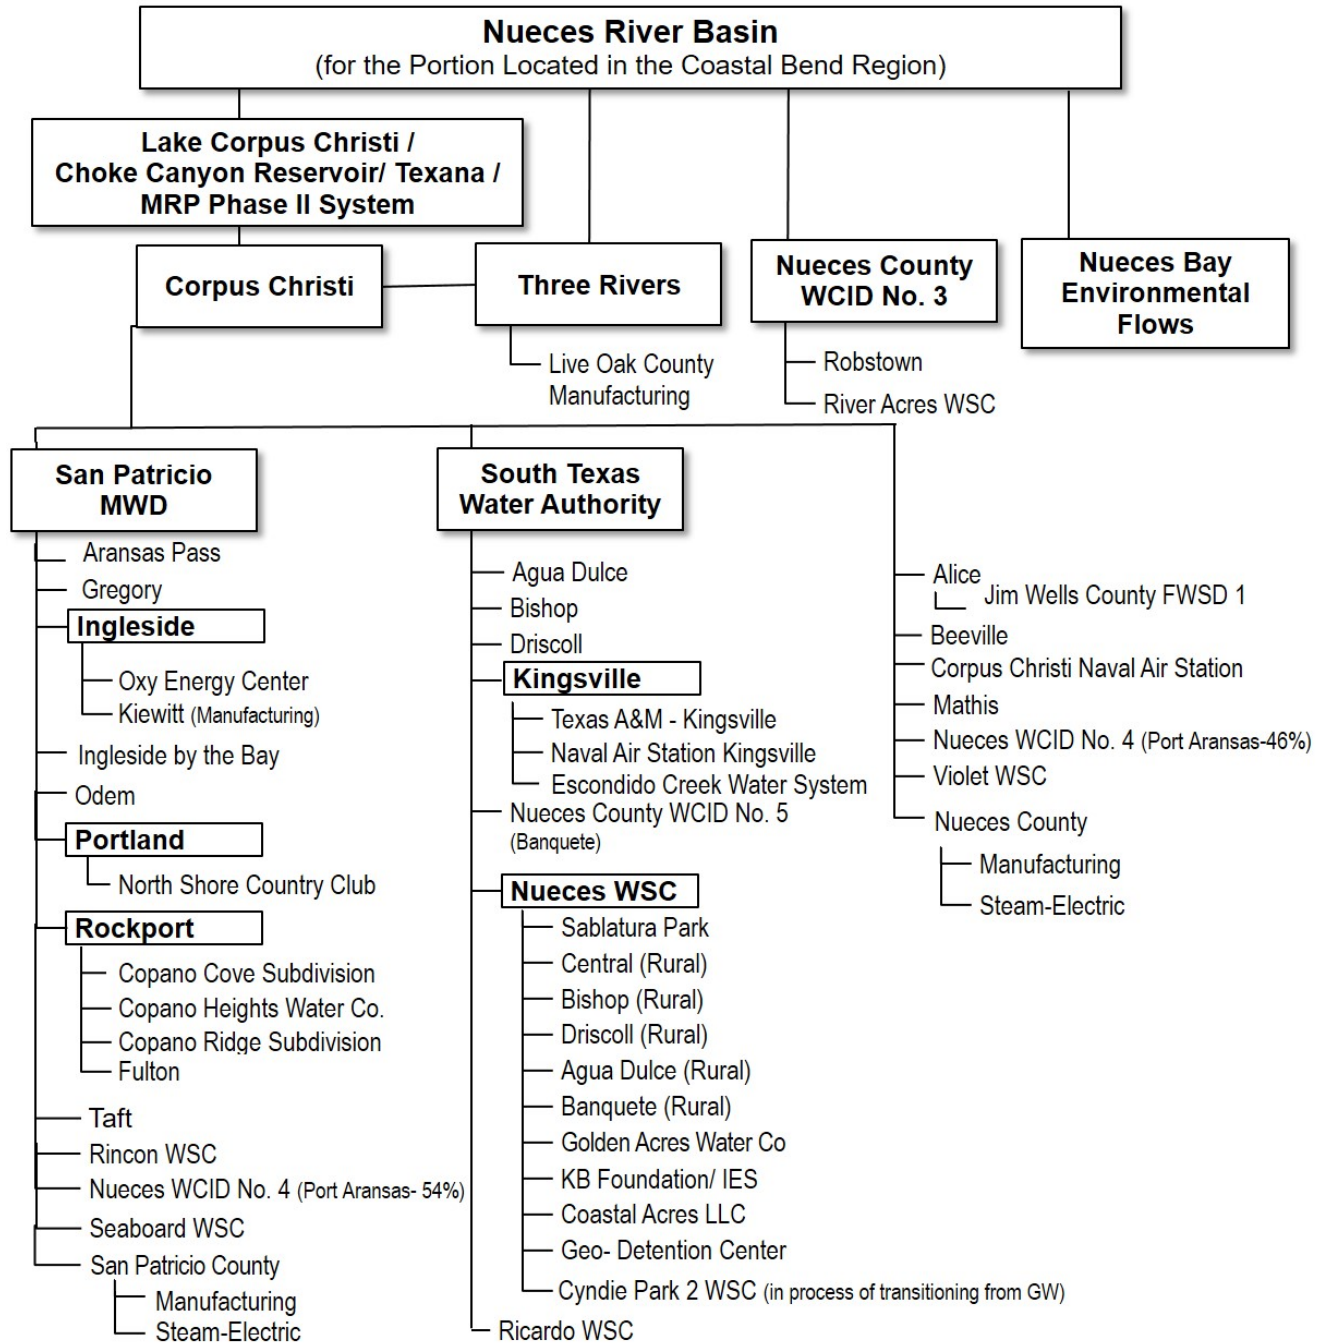 Nueces River Basin
(for the Portion Located in the Coastal Bend Region)
Lake Corpus Christi /
Choke Canyon Reservoir/ Texana /
MRP Phase II System
Corpus Christi
Three Rivers
Nueces County
WCID No. 3
Nueces Bay
Environmental
Flows
Live Oak County
Manufacturing
Robstown
River Acres WSC
San Patricio
MWD
Aransas Pass
Gregory
Ingleside
Oxy Energy Center
Kiewitt (Manufacturing)
Ingleside by the Bay
Odem
Portland
North Shore Country Club
Rockport
Copano Cove Subdivision
Copano Heights Water Co.
Copano Ridge Subdivision
Fulton
Taft
Rincon WSC
Nueces WCID No. 4 (Port Aransas- 54%)
Seaboard WSC
San Patricio County
Manufacturing
Steam-Electric
South Texas
Water Authority
Agua Dulce
Bishop
Driscoll
Kingsville
Texas A&M - Kingsville
Naval Air Station Kingsville
Escondido Creek Water System
Nueces County WCID No. 5
(Banquete)
Nueces WSC
Sablatura Park
Central (Rural)
Bishop (Rural)
Driscoll (Rural)
Agua Dulce (Rural)
Banquete (Rural)
Golden Acres Water Co
KB Foundation/ IES
Coastal Acres LLC
Geo- Detention Center
Cyndie Park 2 WSC (in process of transitioning from GW)
Ricardo WSC
Alice
Jim Wells County FWSD 1
Beeville
Corpus Christi Naval Air Station
Mathis
Nueces WCID No. 4 (Port Aransas-46%)
Violet WSC
Nueces County
Manufacturing
Steam-Electric